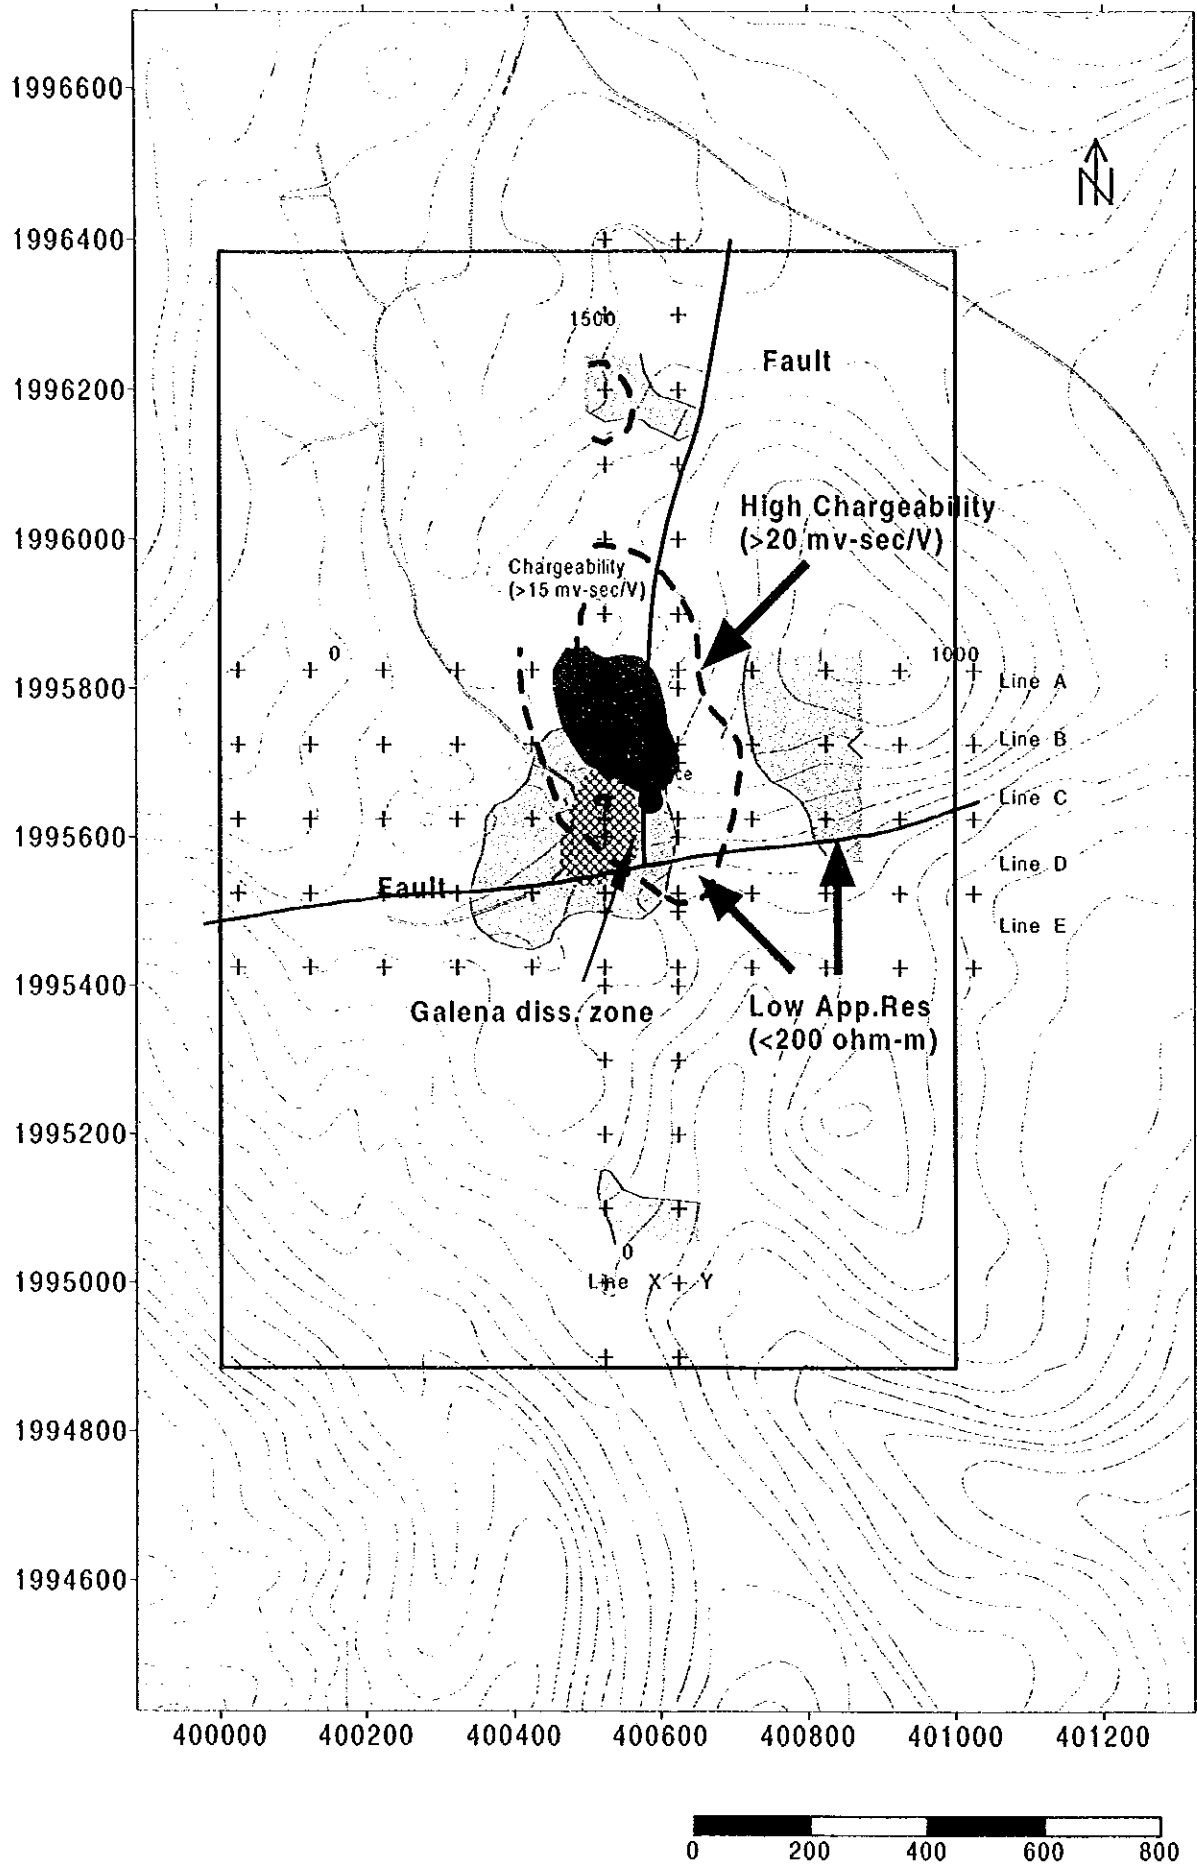 1996600
N
1996400
1500
Fault
1996200
High Chargeability
(>20 mv-sec/V)
1996000
Chargeability
(>15 mv-sec/V)
0
1000
Line A
1995800
Line B
Line C
1995600
Line D
Fault
Line E
1995400
Galena diss. zone
Low App.Res
(<200 ohm-m)
1995200
0
1995000
Line X Y
1994800
1994600
400000 400200 400400 400600 400800 401000 401200
0 200 400 600 800